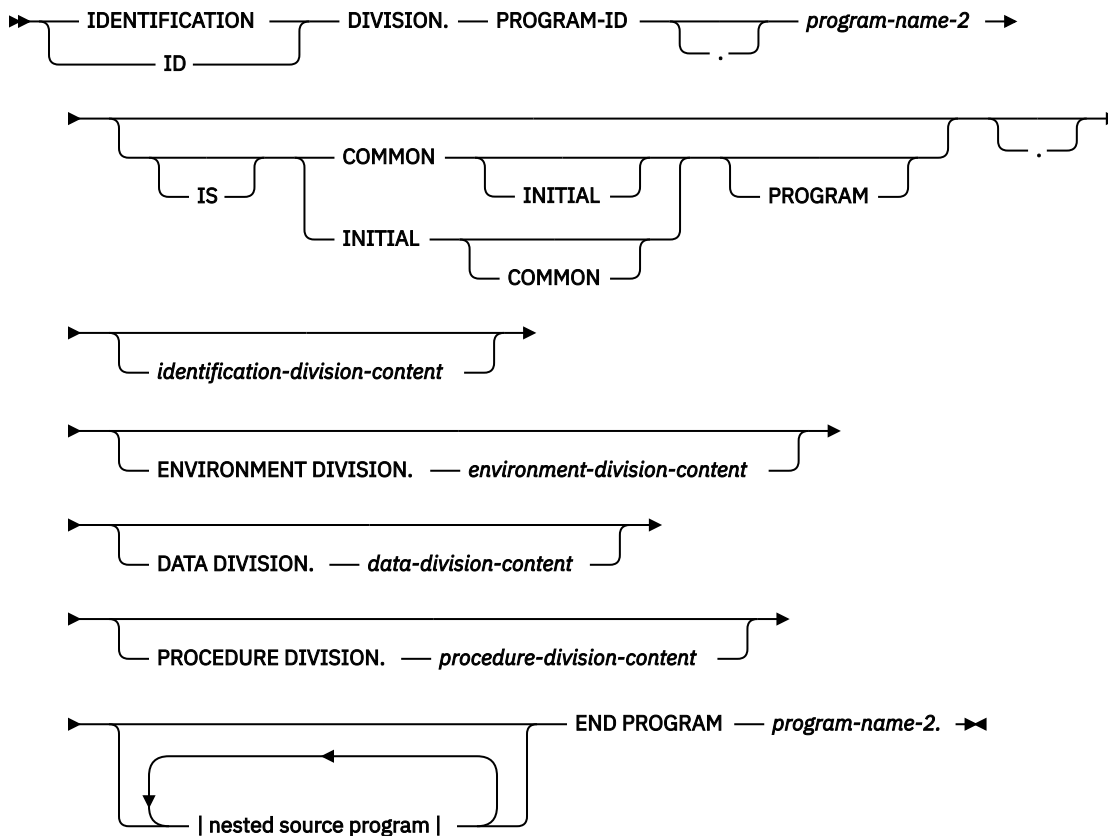 IDENTIFICATION DIVISION. PROGRAM-ID program-name-2
ID .
COMMON .
IS INITIAL PROGRAM
INITIAL
COMMON
identification-division-content
ENVIRONMENT DIVISION. environment-division-content
DATA DIVISION. data-division-content
PROCEDURE DIVISION. procedure-division-content
END PROGRAM program-name-2.
| nested source program |